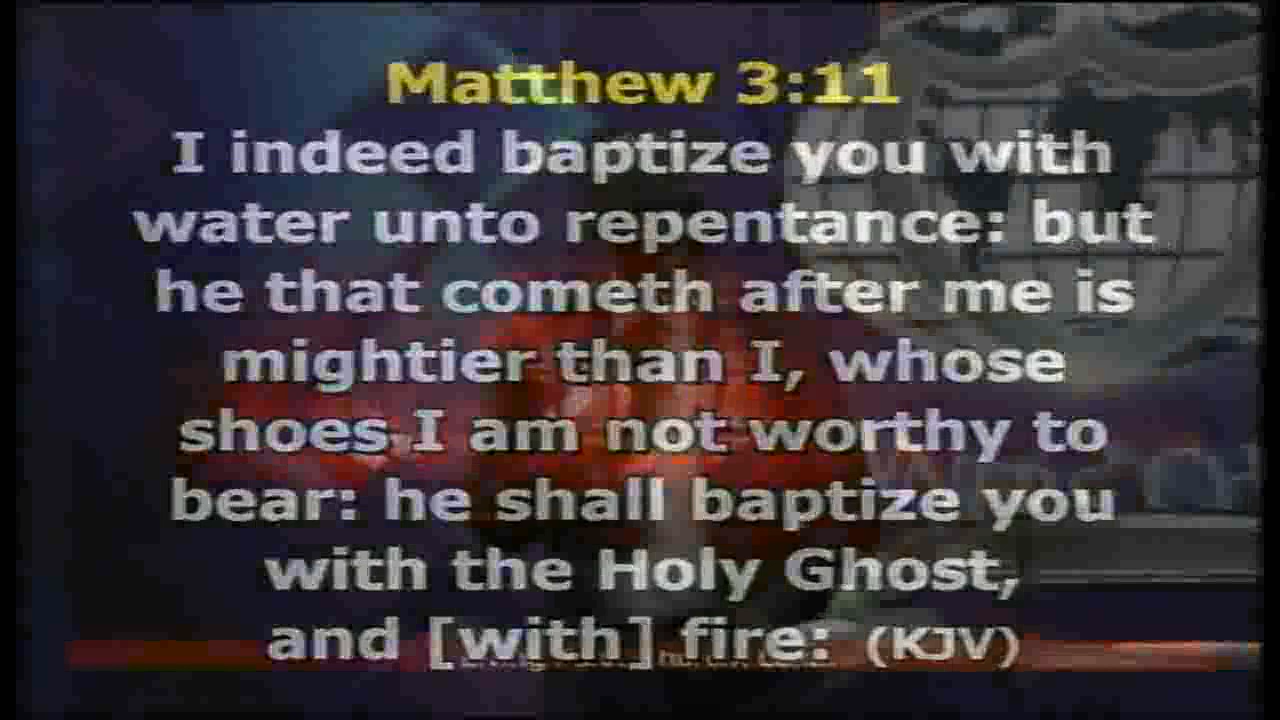 Matthew 3:11
I indeed baptize you with
water unto repentance: but
he that cometh after me is
mightier than I, whose
shoes I am not worthy to
bear: he shall baptize you
with the Holy Ghost,
and [with] fire: (KJV)